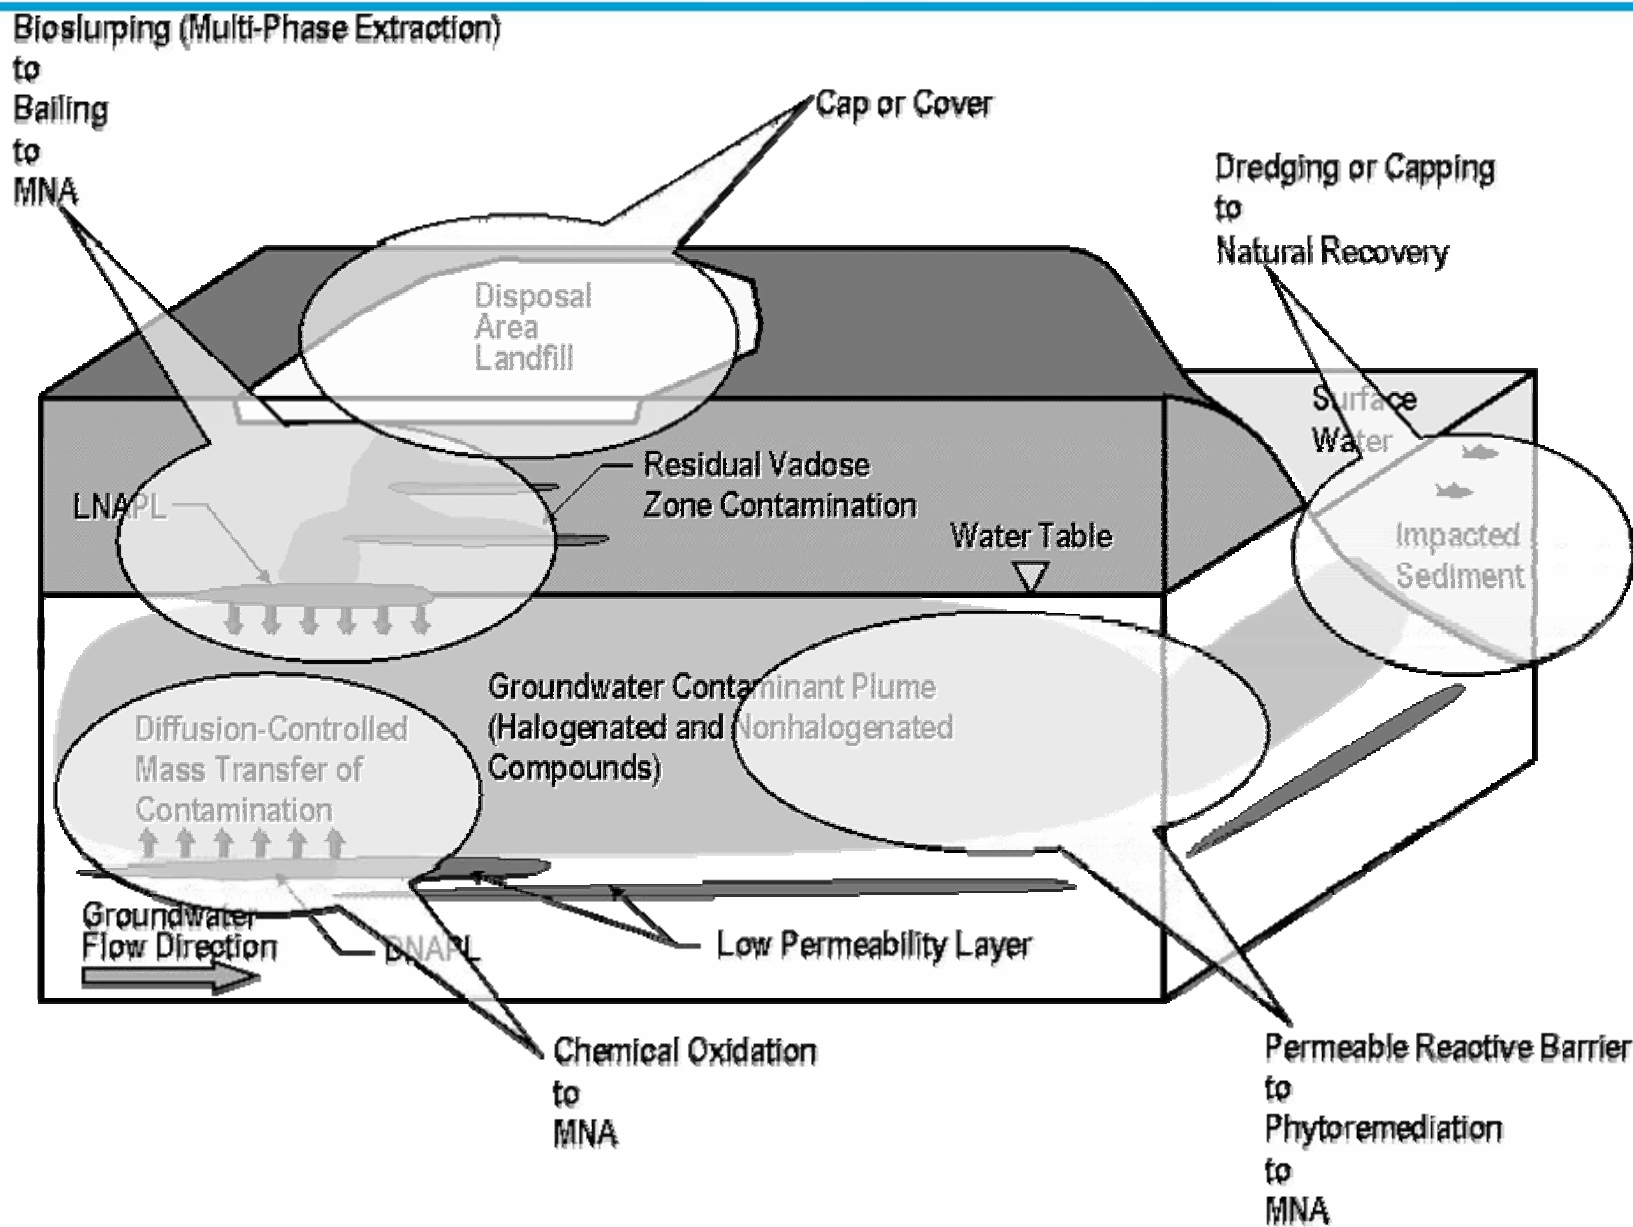 Bioslurping (Multi-Phase Extraction)
to
Bailing
to
MNA
Cap or Cover
Dredging or Capping
to
Natural Recovery
Disposal
Area
Landfill
Surface
Water
LNAPL
Residual Vadose
Zone Contamination
Water Table
Impacted
Sediment
Groundwater Contaminant Plume
(Halogenated and Nonhalogenated
Compounds)
Diffusion-Controlled
Mass Transfer of
Contamination
Groundwater
Flow Direction
DNAPL
Low Permeability Layer
Chemical Oxidation
to
MNA
Permeable Reactive Barrier
to
Phytoremediation
to
MNA